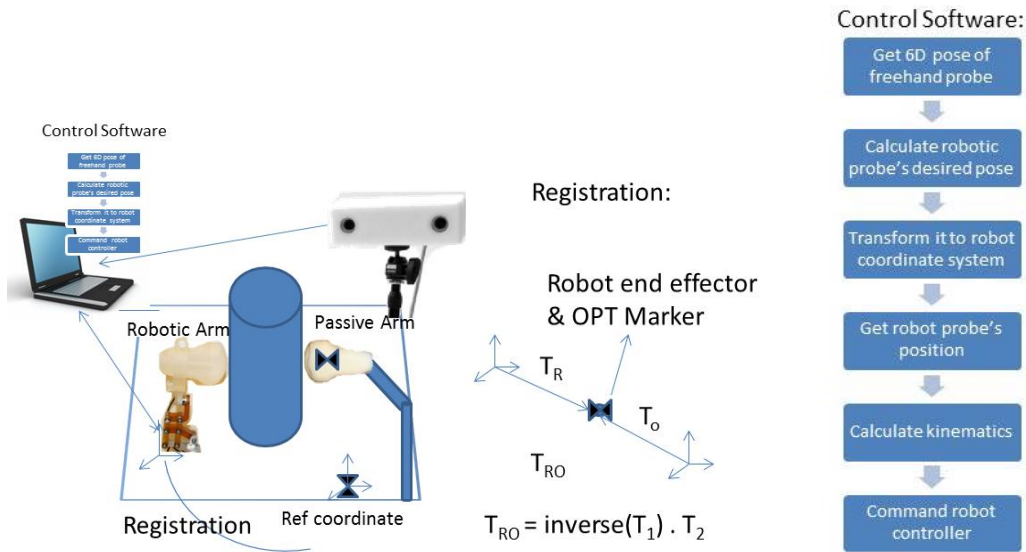 Control Software
Get 6D pose of
freehand probe
Calculate robotic
probe's desired pose
Transform it to robot
coordinate system
Command robot
controller
Robotic Arm
Passive Arm
Registration
Ref coordinate
Registration:
Robot end effector
& OPT Marker
T_R
T_o
T_RO
T_RO = inverse(T_1) . T_2
Control Software:
Get 6D pose of
freehand probe
Calculate robotic
probe's desired pose
Transform it to robot
coordinate system
Get robot probe's
position
Calculate kinematics
Command robot
controller